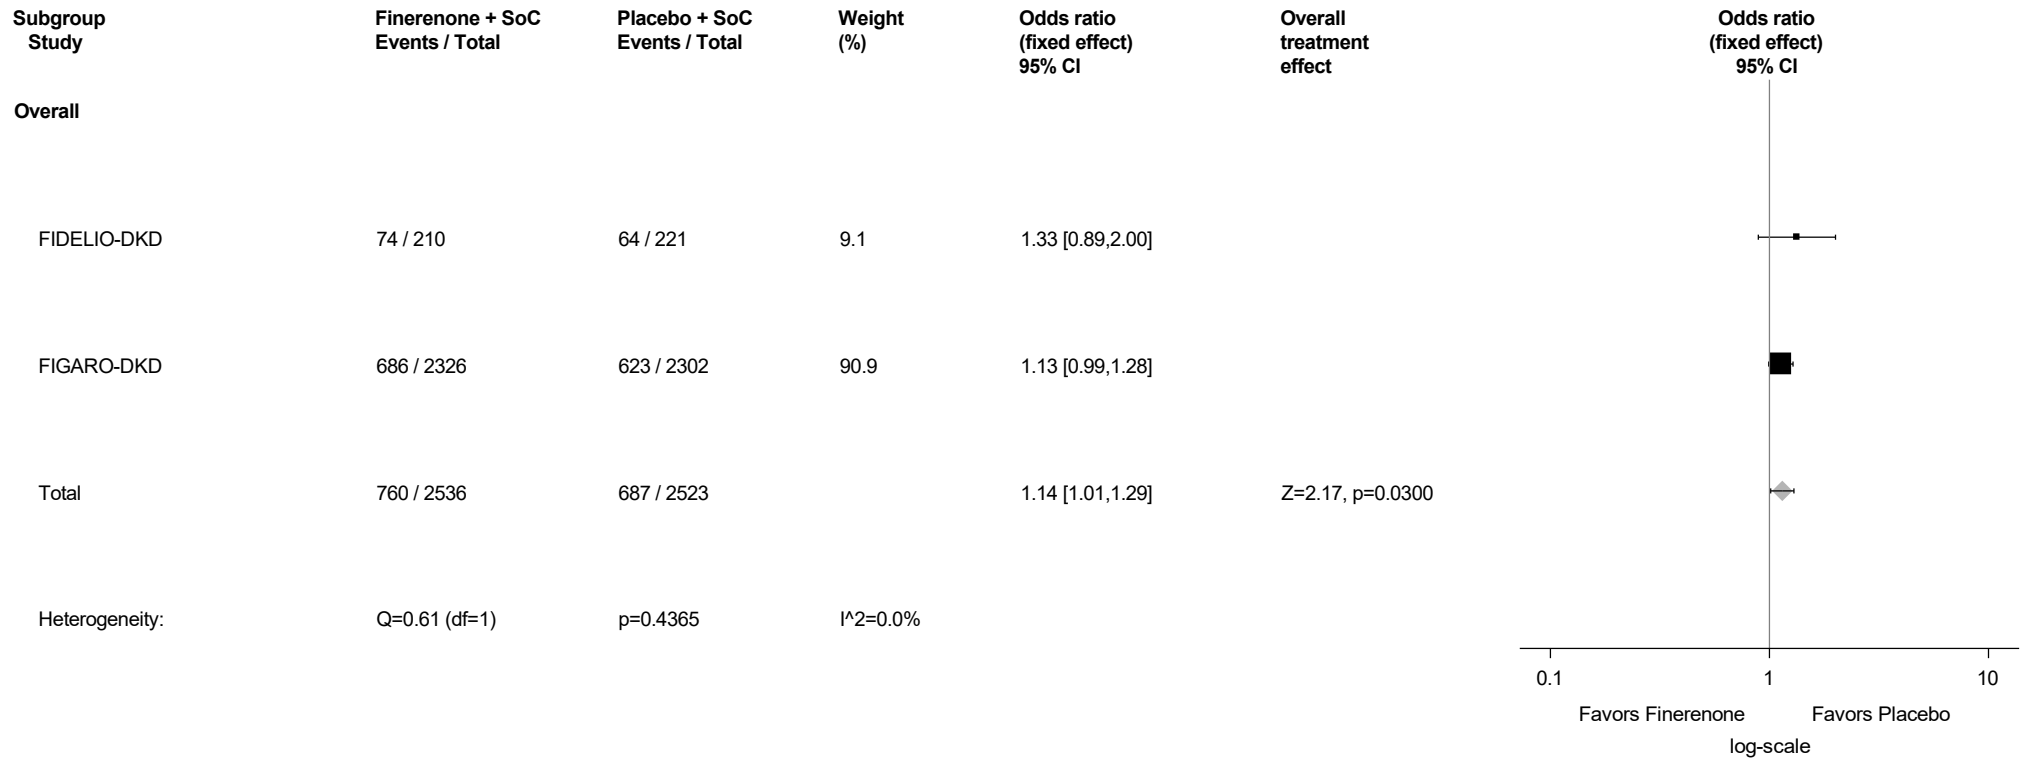 Subgroup Finerenone + SoC Placebo + SoC Weight Odds ratio Overall Odds ratio
Study Events / Total Events / Total (%) (fixed effect) treatment (fixed effect)
95% CI effect 95% CI
Overall
FIDELIO-DKD 74 / 210 64 / 221 9.1 1.33 [0.89,2.00]
FIGARO-DKD 686 / 2326 623 / 2302 90.9 1.13 [0.99,1.28]
Total 760 / 2536 687 / 2523 1.14 [1.01,1.29] Z=2.17, p=0.0300
Heterogeneity: Q=0.61 (df=1) p=0.4365 I^2=0.0%
0.1 1 10
Favors Finerenone Favors Placebo
log-scale